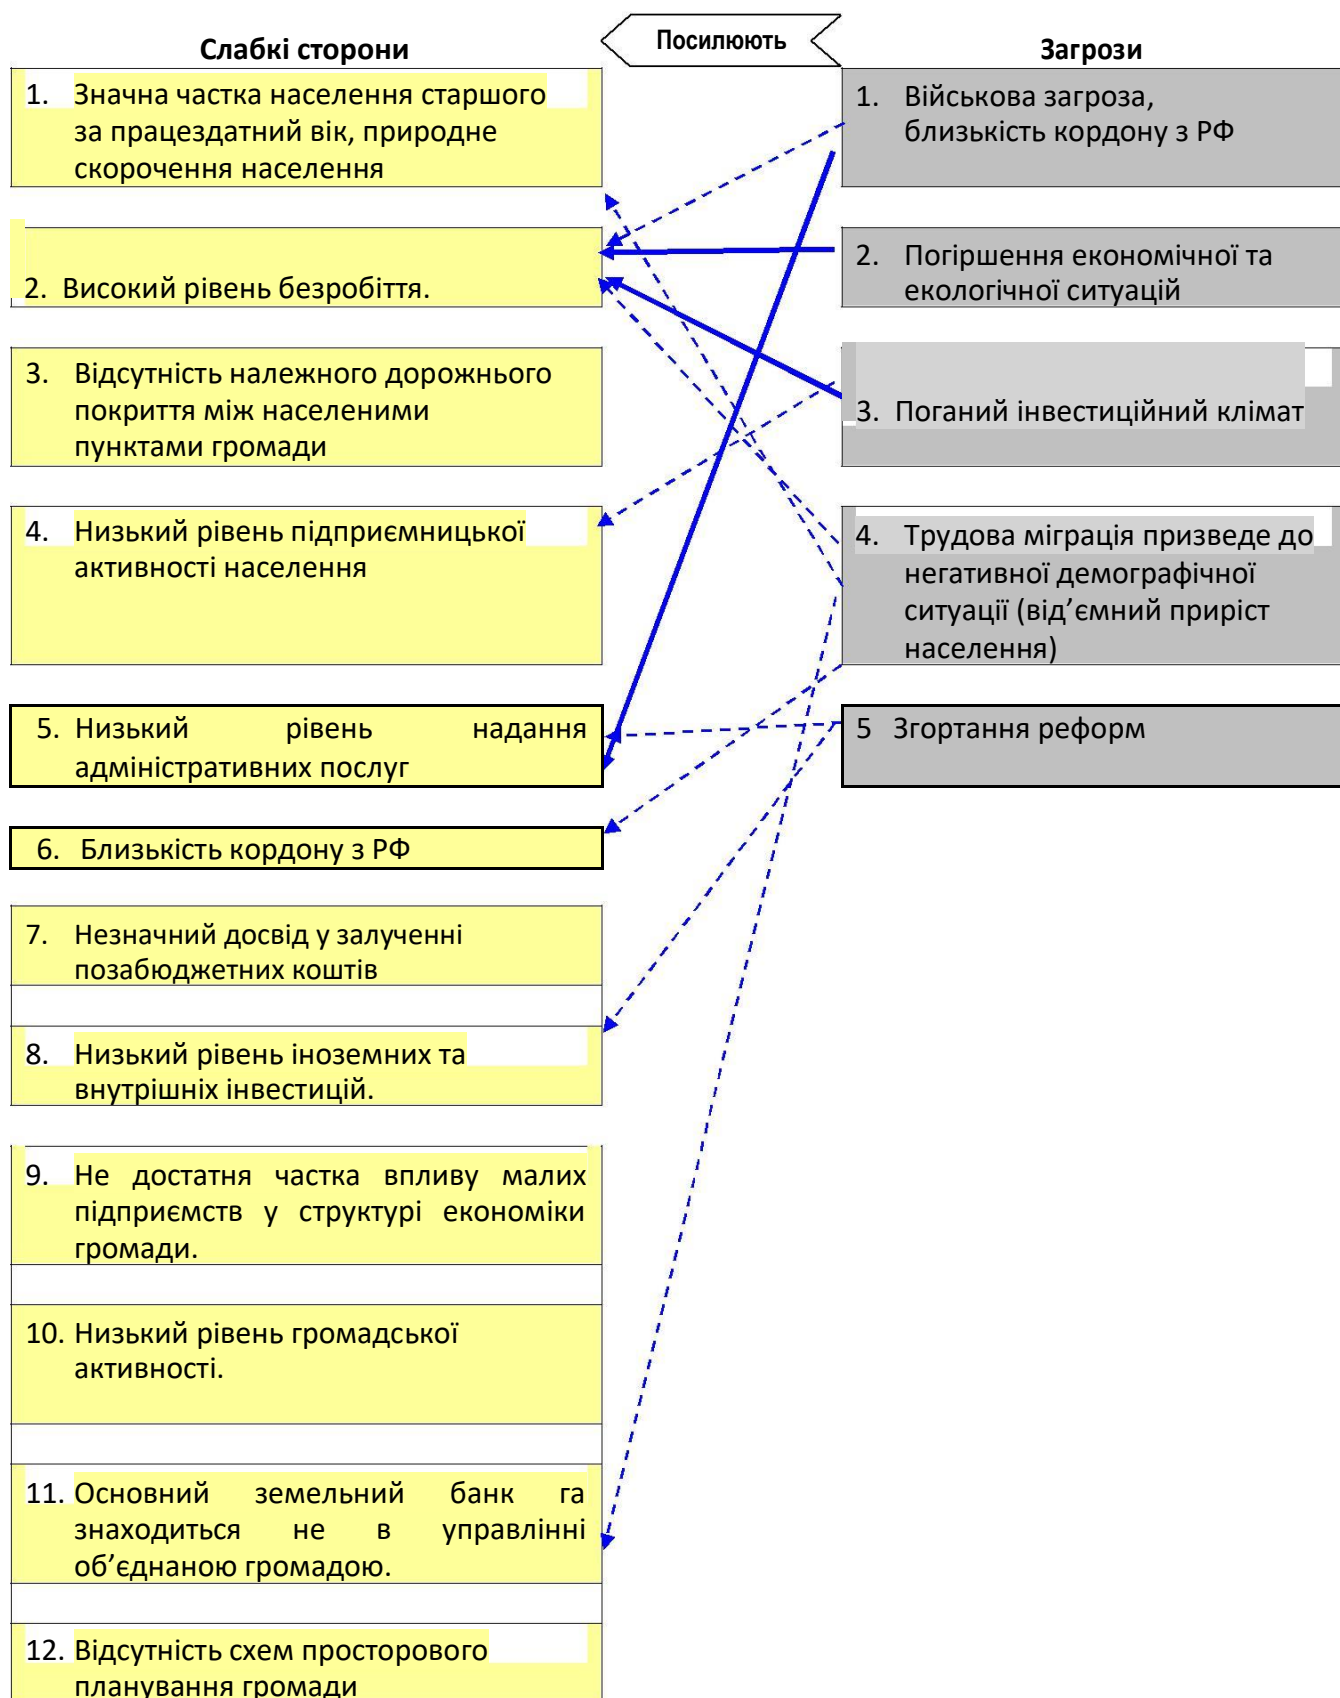 Посилюють
Слабкі сторони
Загрози
1. Значна частка населення старшого
за працездатний вік, природне
скорочення населення
2. Високий рівень безробіття.
3. Відсутність належного дорожнього
покриття між населеними
пунктами громади
4. Низький рівень підприємницької
активності населення
5. Низький рівень надання
адміністративних послуг
6. Близькість кордону з РФ
7. Незначний досвід у залученні
позабюджетних коштів
8. Низький рівень іноземних та
внутрішніх інвестицій.
9. Не достатня частка впливу малих
підприємств у структурі економіки
громади.
10. Низький рівень громадської
активності.
11. Основний земельний банк га
знаходиться не в управлінні
об’єднаною громадою.
12. Відсутність схем просторового
планування громади
1. Військова загроза,
близькість кордону з РФ
2. Погіршення економічної та
екологічної ситуацій
3. Поганий інвестиційний клімат
4. Трудова міграція призведе до
негативної демографічної
ситуації (від’ємний приріст
населення)
5 Згортання реформ